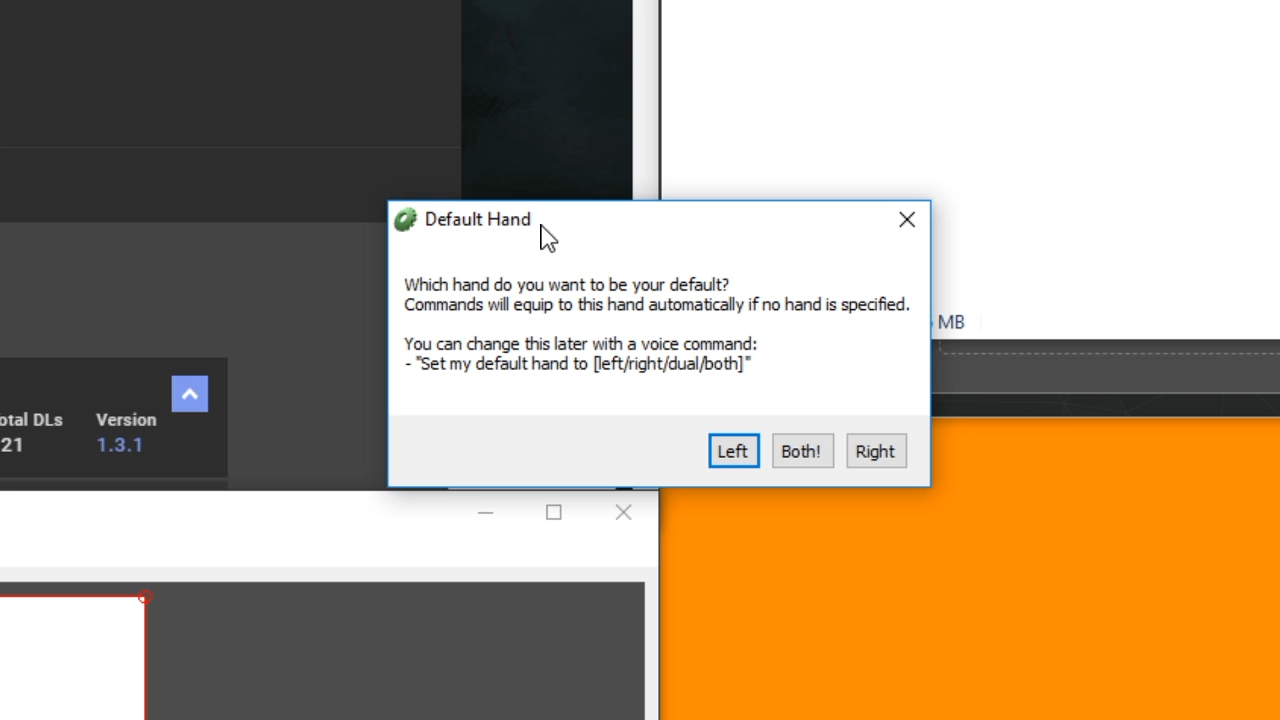 Default Hand
Which hand do you want to be your default?
Commands will equip to this hand automatically if no hand is specified.
You can change this later with a voice command:
- "Set my default hand to [left/right/dual/both]"
Left Both! Right
MB
DLs Version
21 1.3.1